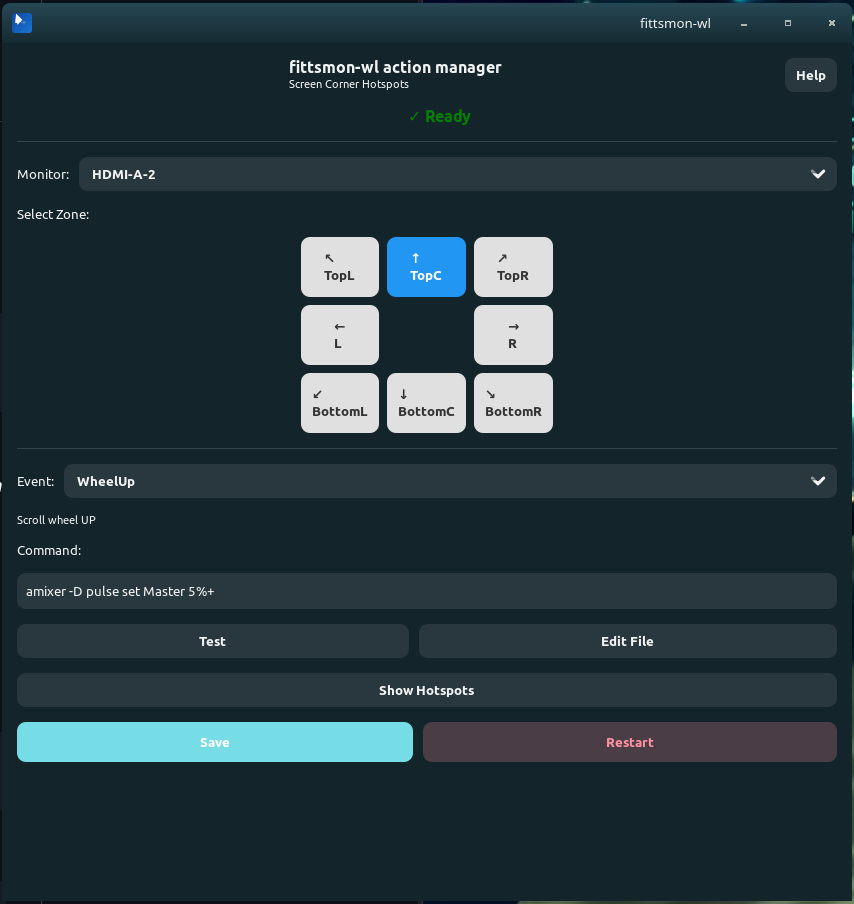 fittsmon-wl
fittsmon-wl action manager
Screen Corner Hotspots
Help
✓ Ready
Monitor: HDMI-A-2
Select Zone:
↖ ↑ ↗
TopL TopC TopR
← →
L R
↙ ↓ ↘
BottomL BottomC BottomR
Event: WheelUp
Scroll wheel UP
Command:
amixer -D pulse set Master 5%+
Test Edit File
Show Hotspots
Save Restart